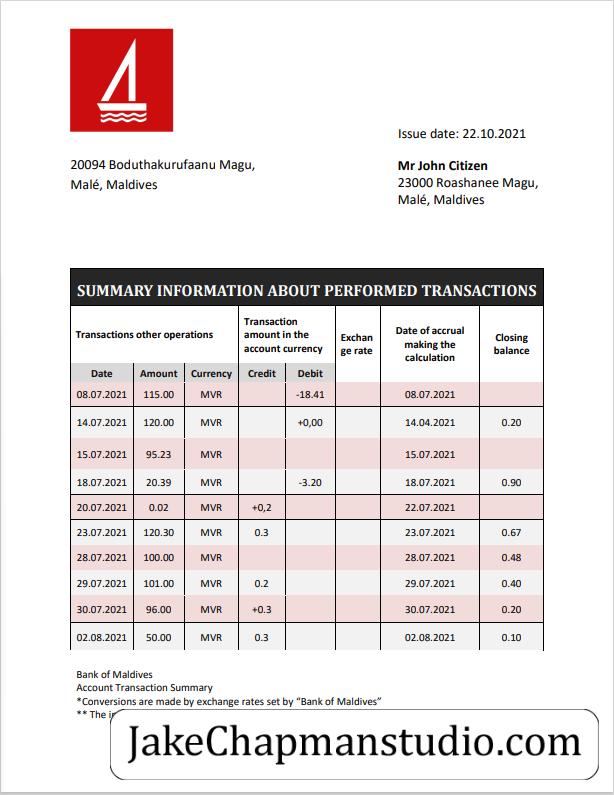 Issue date: 22.10.2021
20094 Boduthakurufaanu Magu,
Malé, Maldives
Mr John Citizen
23000 Roashanee Magu,
Malé, Maldives
SUMMARY INFORMATION ABOUT PERFORMED TRANSACTIONS
Transactions other operations
Transaction
amount in the
account currency
Exchan
ge rate
Date of accrual
making the
calculation
Closing
balance
Date Amount Currency Credit Debit
08.07.2021 115.00 MVR -18.41 08.07.2021
14.07.2021 120.00 MVR +0,00 14.04.2021 0.20
15.07.2021 95.23 MVR 15.07.2021
18.07.2021 20.39 MVR -3.20 18.07.2021 0.90
20.07.2021 0.02 MVR +0,2 22.07.2021
23.07.2021 120.30 MVR 0.3 23.07.2021 0.67
28.07.2021 100.00 MVR 28.07.2021 0.48
29.07.2021 101.00 MVR 0.2 29.07.2021 0.40
30.07.2021 96.00 MVR +0.3 30.07.2021 0.20
02.08.2021 50.00 MVR 0.3 02.08.2021 0.10
Bank of Maldives
Account Transaction Summary
*Conversions are made by exchange rates set by “Bank of Maldives”
** The
JakeChapmanstudio.com